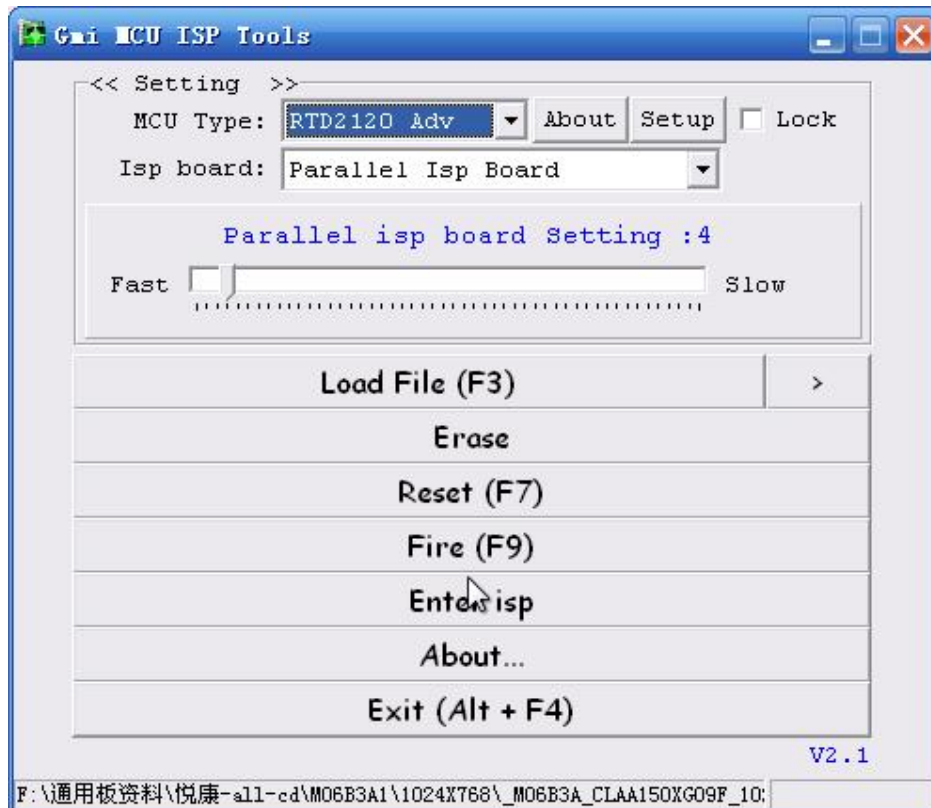 Gmi MCU ISP Tools
<< Setting >>
MCU Type: RTD2120 Adv About Setup Lock
Isp board: Parallel Isp Board
Parallel isp board Setting :4
Fast Slow
Load File (F3) >
Erase
Reset (F7)
Fire (F9)
Enter isp
About...
Exit (Alt + F4)
V2.1
F:\通用板资料\悦康-all-cd\M06B3A1\1024X768\_M06B3A_CLAA150XG09F_10